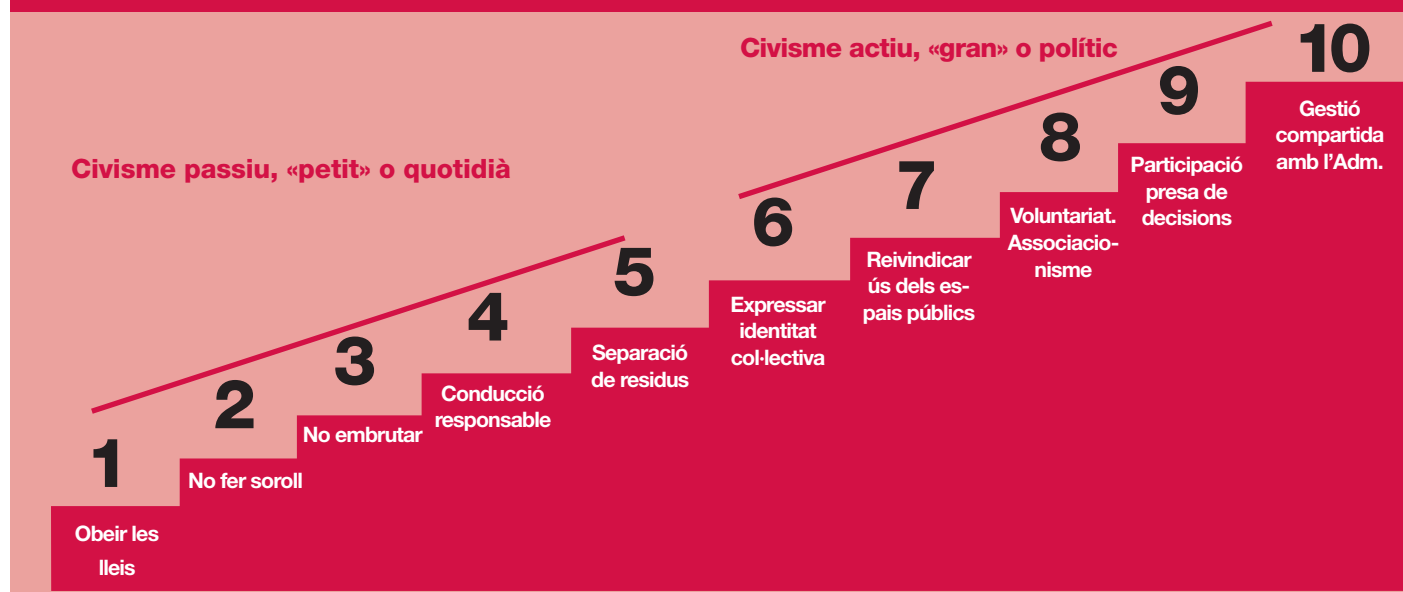 Civisme passiu, «petit» o quotidià
Civisme actiu, «gran» o polític
1
Obeir les
lleis
2
No fer soroll
3
No embrutar
4
Conducció
responsable
5
Separació
de residus
6
Expressar
identitat
col·lectiva
7
Reivindicar
ús dels es-
pais públics
8
Voluntariat.
Associacio-
nisme
9
Participació
presa de
decisions
10
Gestió
compartida
amb l’Adm.